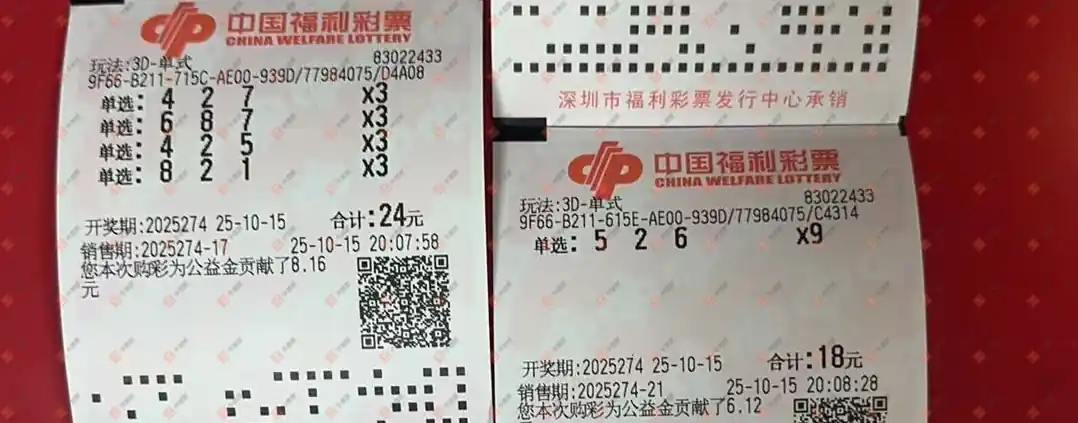 中国福利彩票
CHINA WELFARE LOTTERY
玩法:3D-单式 83022433
9F66-B211-715C-AE00-939D/77984075/D4A08
单选: 4 2 7 x3
单选: 6 8 7 x3
单选: 4 2 5 x3
单选: 8 2 1 x3
开奖期:2025274 25-10-15 合计:24元
销售期:2025274-17 25-10-15 20:07:58
您本次购彩为公益金贡献了8.16
元
深圳市福利彩票发行中心承销
中国福利彩票
CHINA WELFARE LOTTERY
玩法:3D-单式 83022433
9F66-B211-615E-AE00-939D/77984075/C4314
单选: 5 2 6 x9
开奖期:2025274 25-10-15 合计:18元
销售期:2025274-21 25-10-15 20:08:28
您本次购彩为公益金贡献了6.12